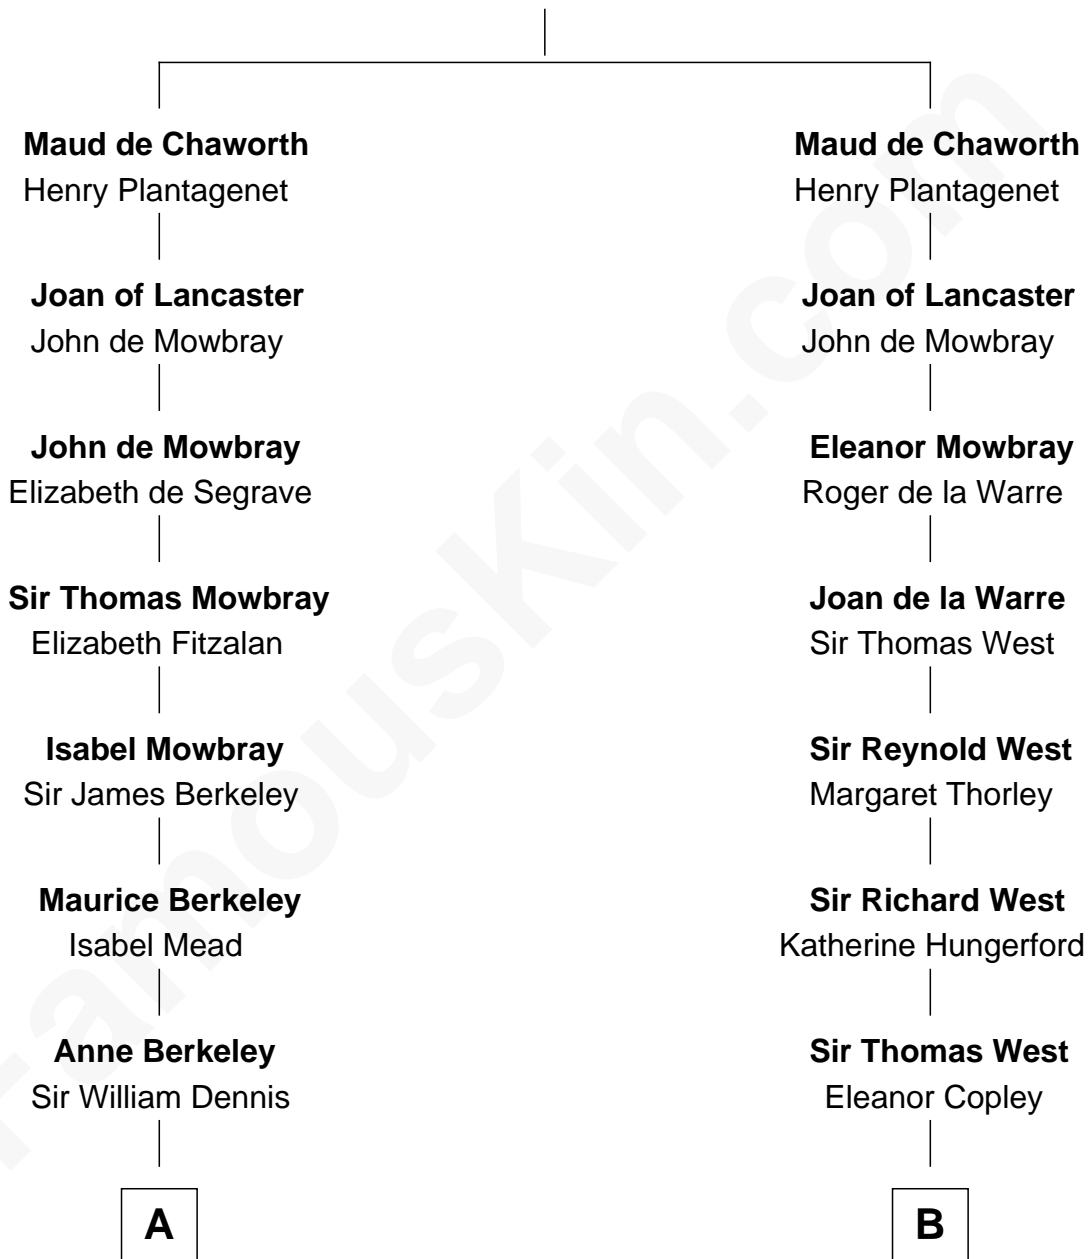 Maud de Chaworth
Henry Plantagenet
Joan of Lancaster
John de Mowbray
John de Mowbray
Elizabeth de Segrave
Sir Thomas Mowbray
Elizabeth Fitzalan
Isabel Mowbray
Sir James Berkeley
Maurice Berkeley
Isabel Mead
Anne Berkeley
Sir William Dennis
A
Maud de Chaworth
Henry Plantagenet
Joan of Lancaster
John de Mowbray
Eleanor Mowbray
Roger de la Warre
Joan de la Warre
Sir Thomas West
Sir Reynold West
Margaret Thorley
Sir Richard West
Katherine Hungerford
Sir Thomas West
Eleanor Copley
B
FamousKin.com